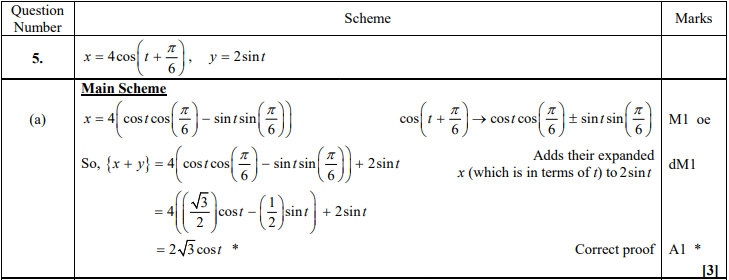 Question Number Scheme Marks
5. x = 4cos(t + π/6), y = 2sin t
Main Scheme
(a) x = 4(cos t cos(π/6) − sin t sin(π/6)) cos(t + π/6) → cos t cos(π/6) ± sin t sin(π/6) M1 oe
So, {x + y} = 4(cos t cos(π/6) − sin t sin(π/6)) + 2sin t Adds their expanded x (which is in terms of t) to 2sin t dM1
= 4((√3/2)cos t − (1/2)sin t) + 2sin t
= 2√3 cos t * Correct proof A1 *
[3]